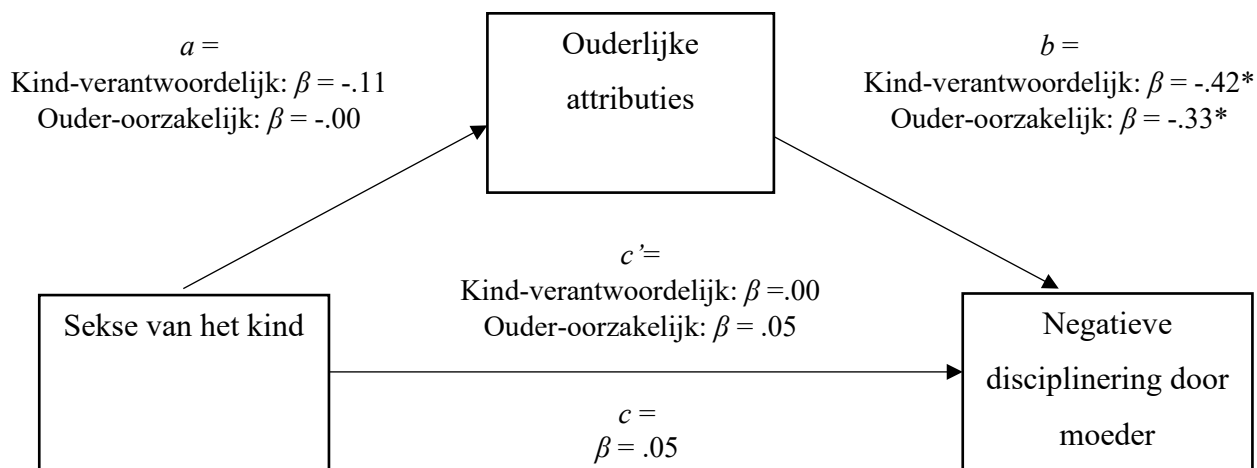 a =
Kind-verantwoordelijk: β = -.11
Ouder-oorzakelijk: β = -.00
Ouderlijke
attributies
b =
Kind-verantwoordelijk: β = -.42*
Ouder-oorzakelijk: β = -.33*
c’=
Kind-verantwoordelijk: β =.00
Ouder-oorzakelijk: β = .05
Sekse van het kind
Negatieve
disciplinering door
moeder
c =
β = .05